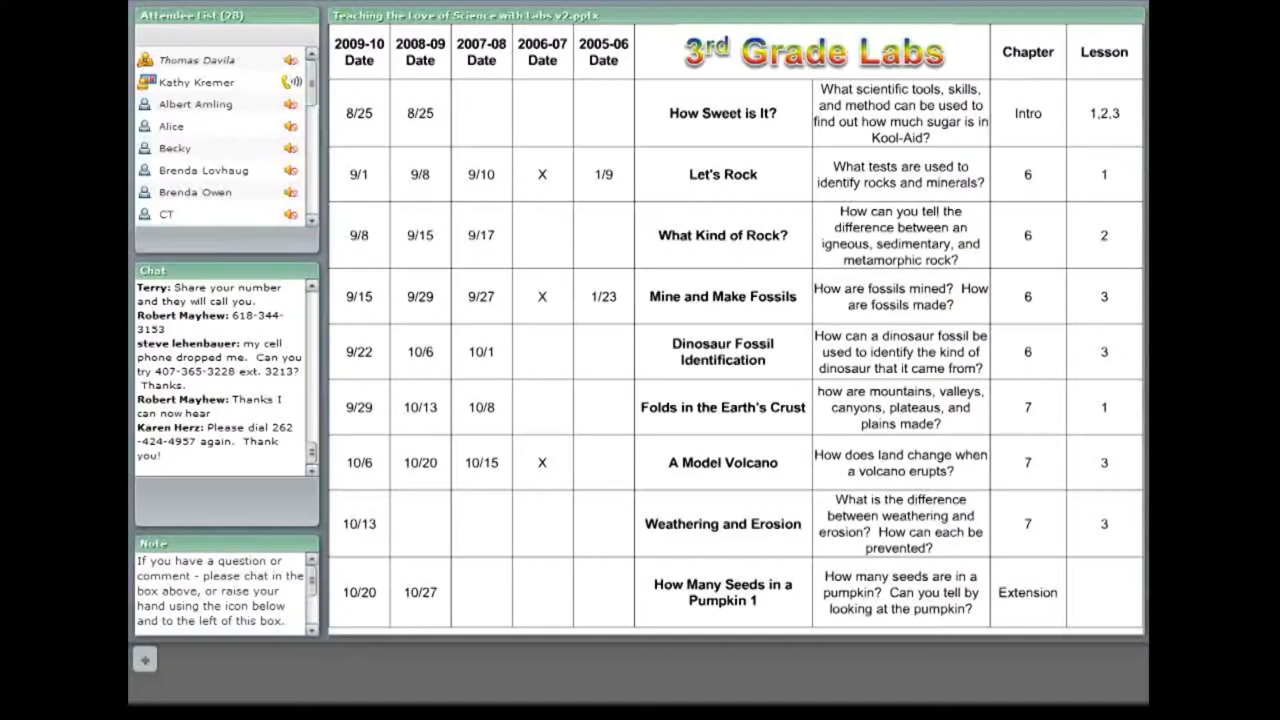 Attendee List (28)
Thomas Davila
Kathy Kremer
Albert Amling
Alice
Becky
Brenda Lovhaug
Brenda Owen
CT
Chat
Terry: Share your number
and they will call you.
Robert Mayhew: 618-344-
3153
steve lehenbauer: my cell
phone dropped me. Can you
try 407-365-3228 ext. 3213?
Thanks.
Robert Mayhew: Thanks I
can now hear
Karen Herz: Please dial 262
-424-4957 again. Thank
you!
Note
If you have a question or
comment - please chat in the
box above, or raise your
hand using the icon below
and to the left of this box.
Teaching the Love of Science with Labs v2.pptx
2009-10 Date 2008-09 Date 2007-08 Date 2006-07 Date 2005-06 Date 3rd Grade Labs Chapter Lesson
8/25 8/25 How Sweet is It? What scientific tools, skills, and method can be used to find out how much sugar is in Kool-Aid? Intro 1,2,3
9/1 9/8 9/10 X 1/9 Let's Rock What tests are used to identify rocks and minerals? 6 1
9/8 9/15 9/17 What Kind of Rock? How can you tell the difference between an igneous, sedimentary, and metamorphic rock? 6 2
9/15 9/29 9/27 X 1/23 Mine and Make Fossils How are fossils mined? How are fossils made? 6 3
9/22 10/6 10/1 Dinosaur Fossil Identification How can a dinosaur fossil be used to identify the kind of dinosaur that it came from? 6 3
9/29 10/13 10/8 Folds in the Earth's Crust how are mountains, valleys, canyons, plateaus, and plains made? 7 1
10/6 10/20 10/15 X A Model Volcano How does land change when a volcano erupts? 7 3
10/13 Weathering and Erosion What is the difference between weathering and erosion? How can each be prevented? 7 3
10/20 10/27 How Many Seeds in a Pumpkin 1 How many seeds are in a pumpkin? Can you tell by looking at the pumpkin? Extension